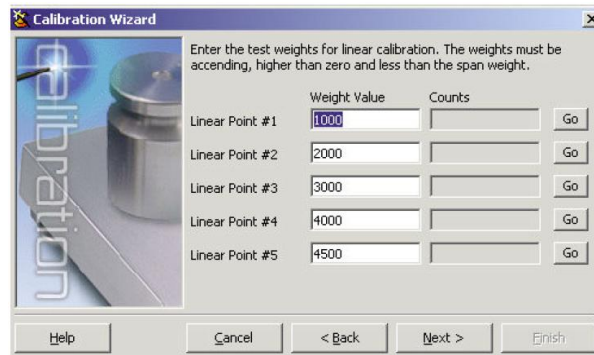 Calibration Wizard
calibration
Enter the test weights for linear calibration. The weights must be
accending, higher than zero and less than the span weight.
Weight Value Counts
Linear Point #1 1000 Go
Linear Point #2 2000 Go
Linear Point #3 3000 Go
Linear Point #4 4000 Go
Linear Point #5 4500 Go
Help Cancel < Back Next > Finish